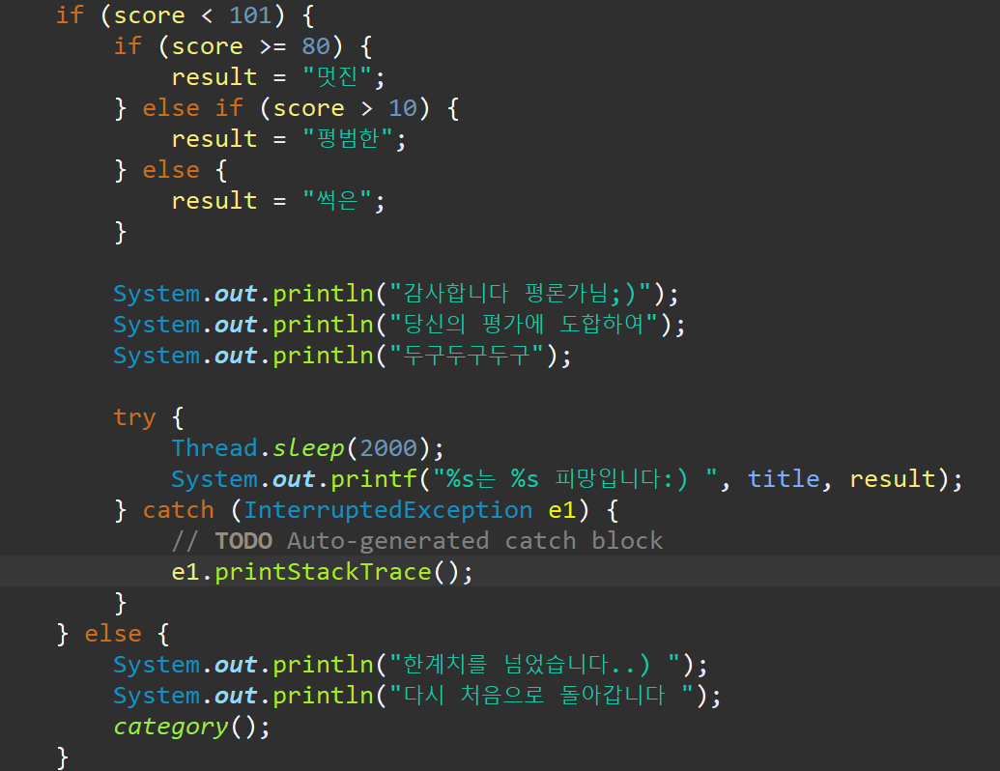 if (score < 101) {
if (score >= 80) {
result = "멋진";
} else if (score > 10) {
result = "평범한";
} else {
result = "썩은";
}
System.out.println("감사합니다 평론가님;)");
System.out.println("당신의 평가에 도합하여");
System.out.println("두구두구두구");
try {
Thread.sleep(2000);
System.out.printf("%s는 %s 피망입니다:) ", title, result);
} catch (InterruptedException e1) {
// TODO Auto-generated catch block
e1.printStackTrace();
}
} else {
System.out.println("한계치를 넘었습니다..) ");
System.out.println("다시 처음으로 돌아갑니다 ");
category();
}